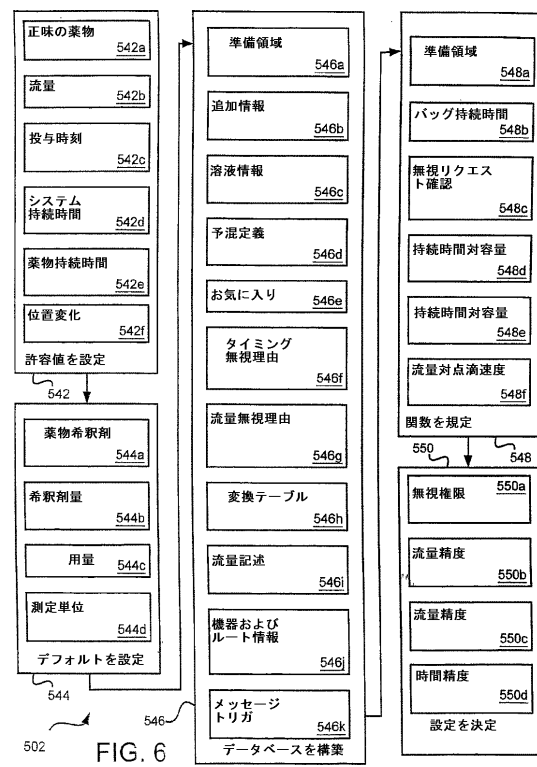 正味の薬物
542a
流量
542b
投与時刻
542c
システム
持続時間
542d
薬物持続時間
542e
位置変化
542f
許容値を設定
542
薬物希釈剤
544a
希釈剤量
544b
用量
544c
測定単位
544d
デフォルトを設定
544
502
FIG. 6
準備領域
546a
追加情報
546b
溶液情報
546c
予混定義
546d
お気に入り
546e
タイミング
無視理由
546f
流量無視理由
546g
変換テーブル
546h
流量記述
546i
機器および
ルート情報
546j
メッセージ
トリガ
546k
546
データベースを構築
準備領域
548a
バッグ持続時間
548b
無視リクエス
ト確認
548c
持続時間対容量
548d
持続時間対容量
548e
流量対点滴速度
548f
関数を規定
548
550
無視権限
550a
流量精度
550b
流量精度
550c
時間精度
550d
設定を決定